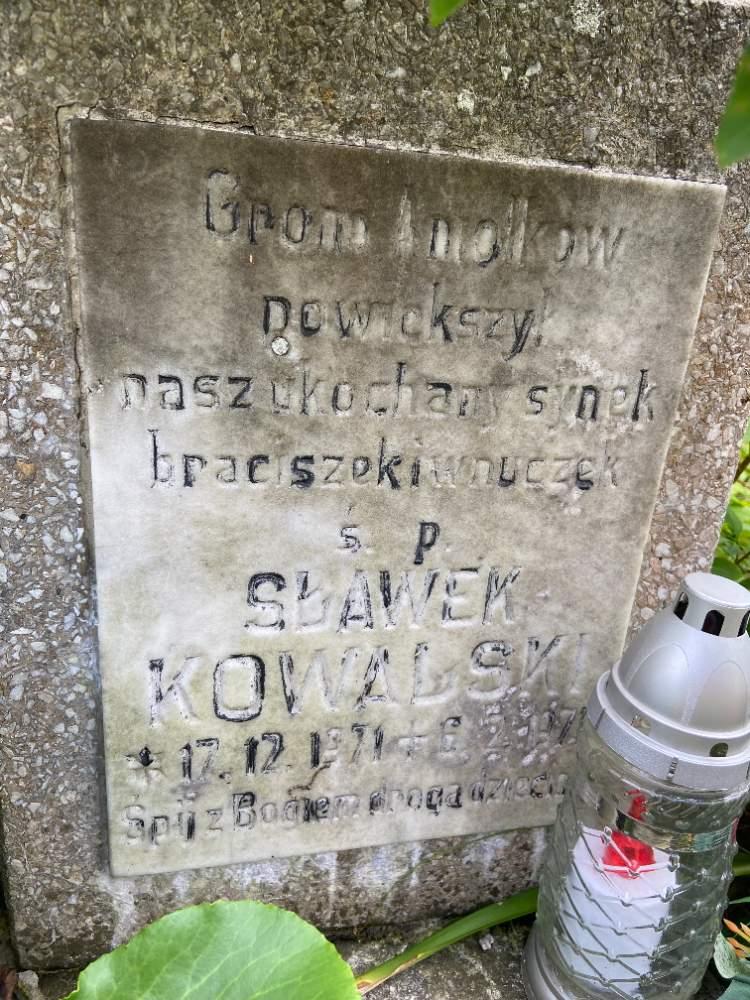 Grono Aniołków
powiększył
nasz ukochany synek
braciszek i wnuczek
ś. p.
SŁAWEK
KOWALSKI
* 17. 12. 1971 +
Śpij z Bogiem droga